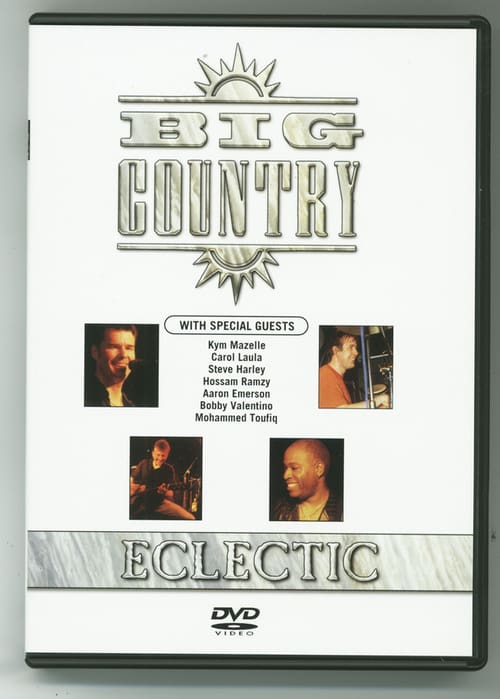 BIG
COUNTRY
WITH SPECIAL GUESTS
Kym Mazelle
Carol Laula
Steve Harley
Hossam Ramzy
Aaron Emerson
Bobby Valentino
Mohammed Toufiq
ECLECTIC
DVD
VIDEO